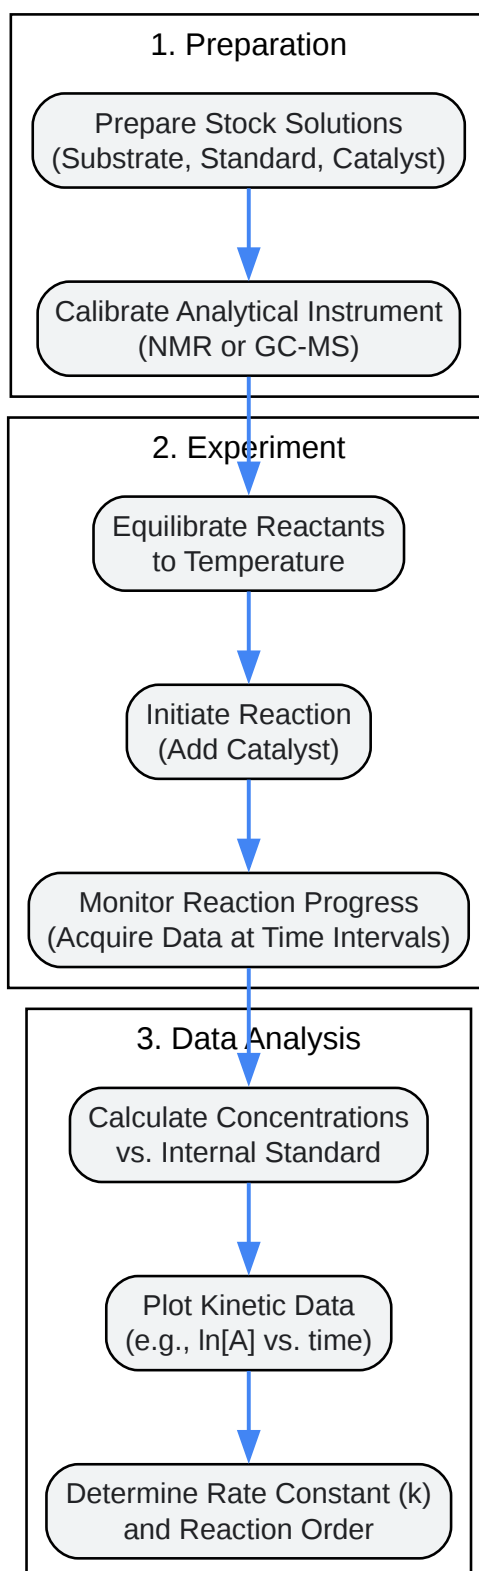 1. Preparation
Prepare Stock Solutions
(Substrate, Standard, Catalyst)
Calibrate Analytical Instrument
(NMR or GC-MS)
2. Experiment
Equilibrate Reactants
to Temperature
Initiate Reaction
(Add Catalyst)
Monitor Reaction Progress
(Acquire Data at Time Intervals)
3. Data Analysis
Calculate Concentrations
vs. Internal Standard
Plot Kinetic Data
(e.g., ln[A] vs. time)
Determine Rate Constant (k)
and Reaction Order